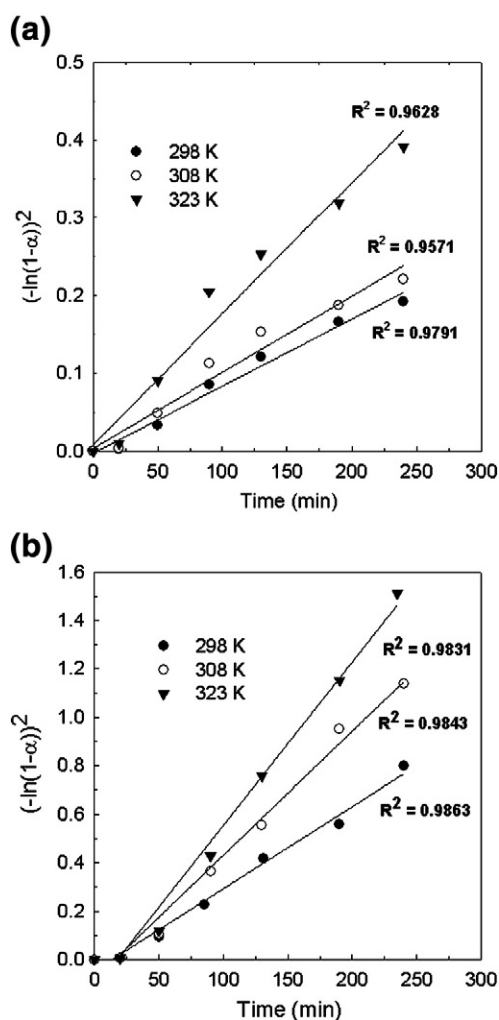 (a)
0.5
0.4
0.3
0.2
0.1
0.0
(-ln(1-α))²
298 K
308 K
323 K
R² = 0.9628
R² = 0.9571
R² = 0.9791
0 50 100 150 200 250 300
Time (min)
(b)
1.6
1.4
1.2
1.0
0.8
0.6
0.4
0.2
0.0
(-ln(1-α))²
298 K
308 K
323 K
R² = 0.9831
R² = 0.9843
R² = 0.9863
0 50 100 150 200 250 300
Time (min)